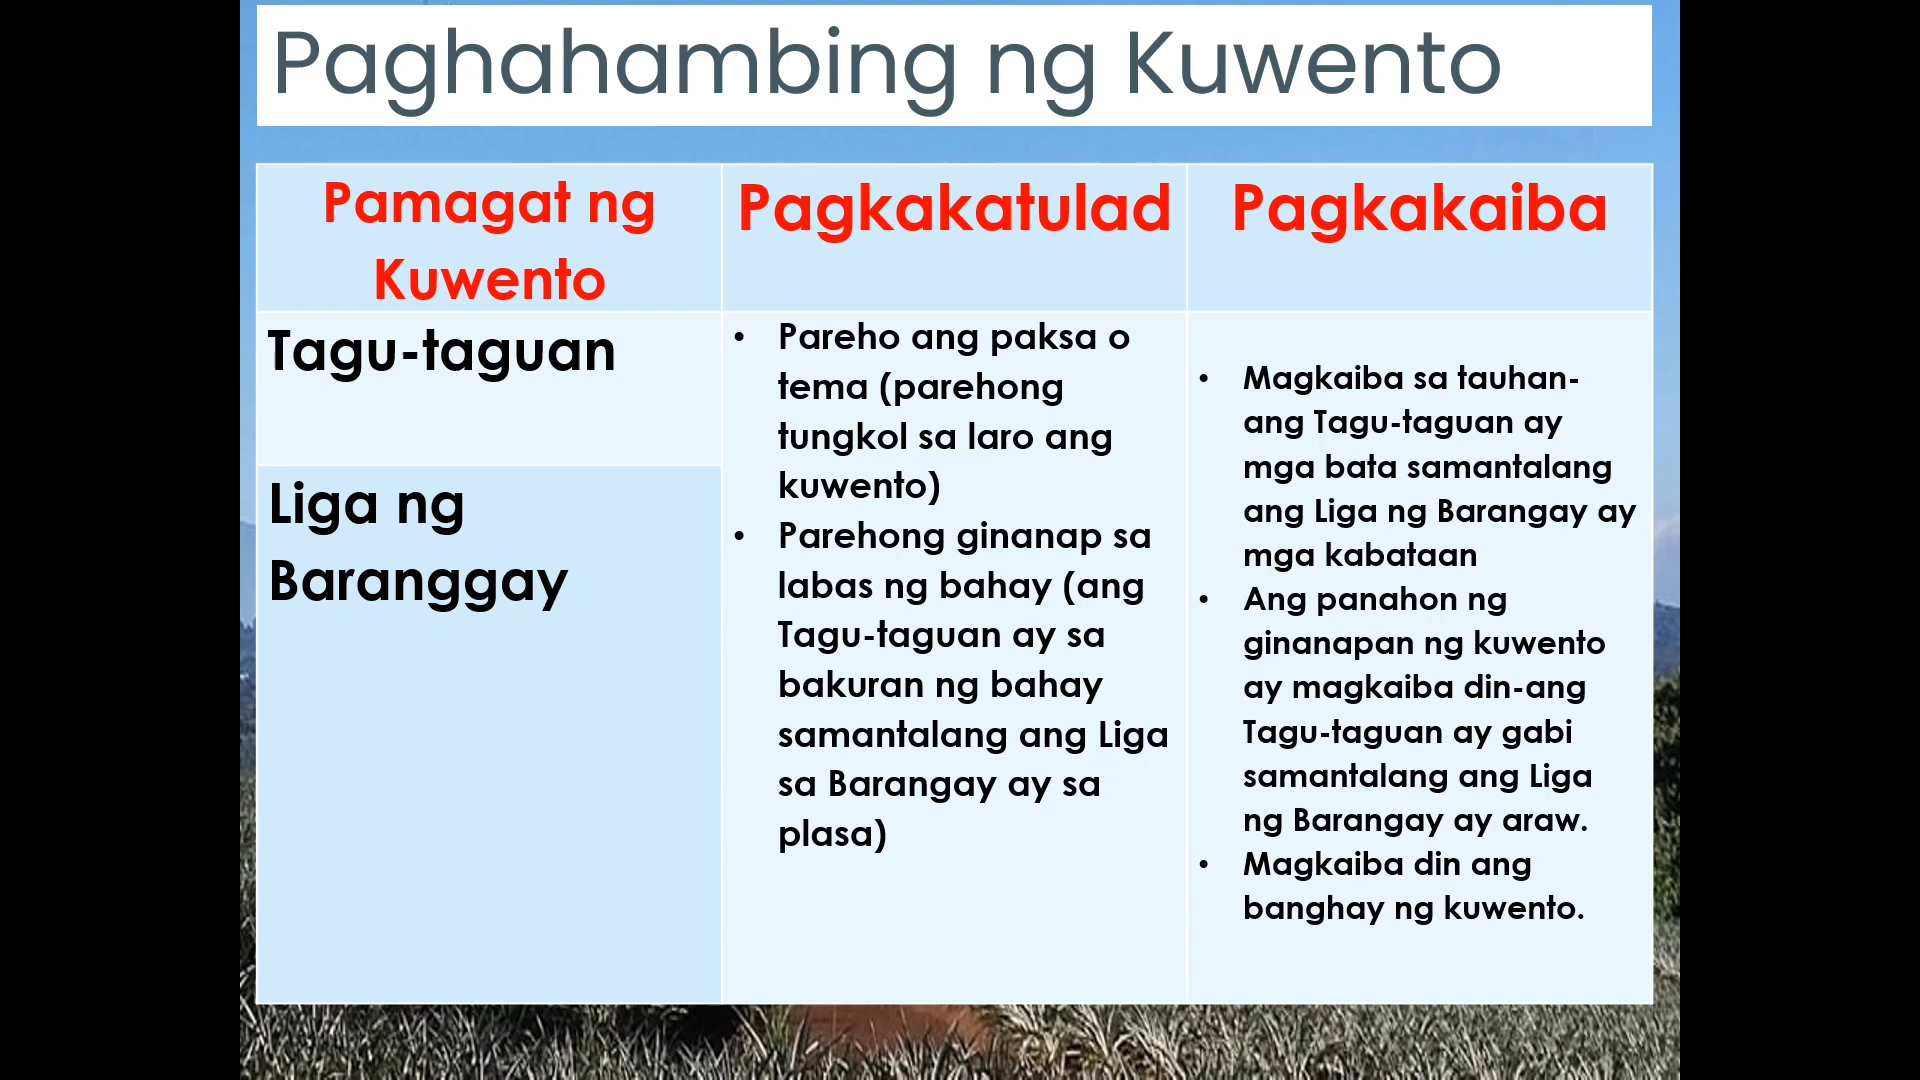 Paghahambing ng Kuwento
Pamagat ng
Kuwento
Pagkakatulad
Pagkakaiba
Tagu-taguan
Liga ng
Baranggay
• Pareho ang paksa o
tema (parehong
tungkol sa laro ang
kuwento)
• Parehong ginanap sa
labas ng bahay (ang
Tagu-taguan ay sa
bakuran ng bahay
samantalang ang Liga
sa Barangay ay sa
plasa)
• Magkaiba sa tauhan-
ang Tagu-taguan ay
mga bata samantalang
ang Liga ng Barangay ay
mga kabataan
• Ang panahon ng
ginanapan ng kuwento
ay magkaiba din-ang
Tagu-taguan ay gabi
samantalang ang Liga
ng Barangay ay araw.
• Magkaiba din ang
banghay ng kuwento.